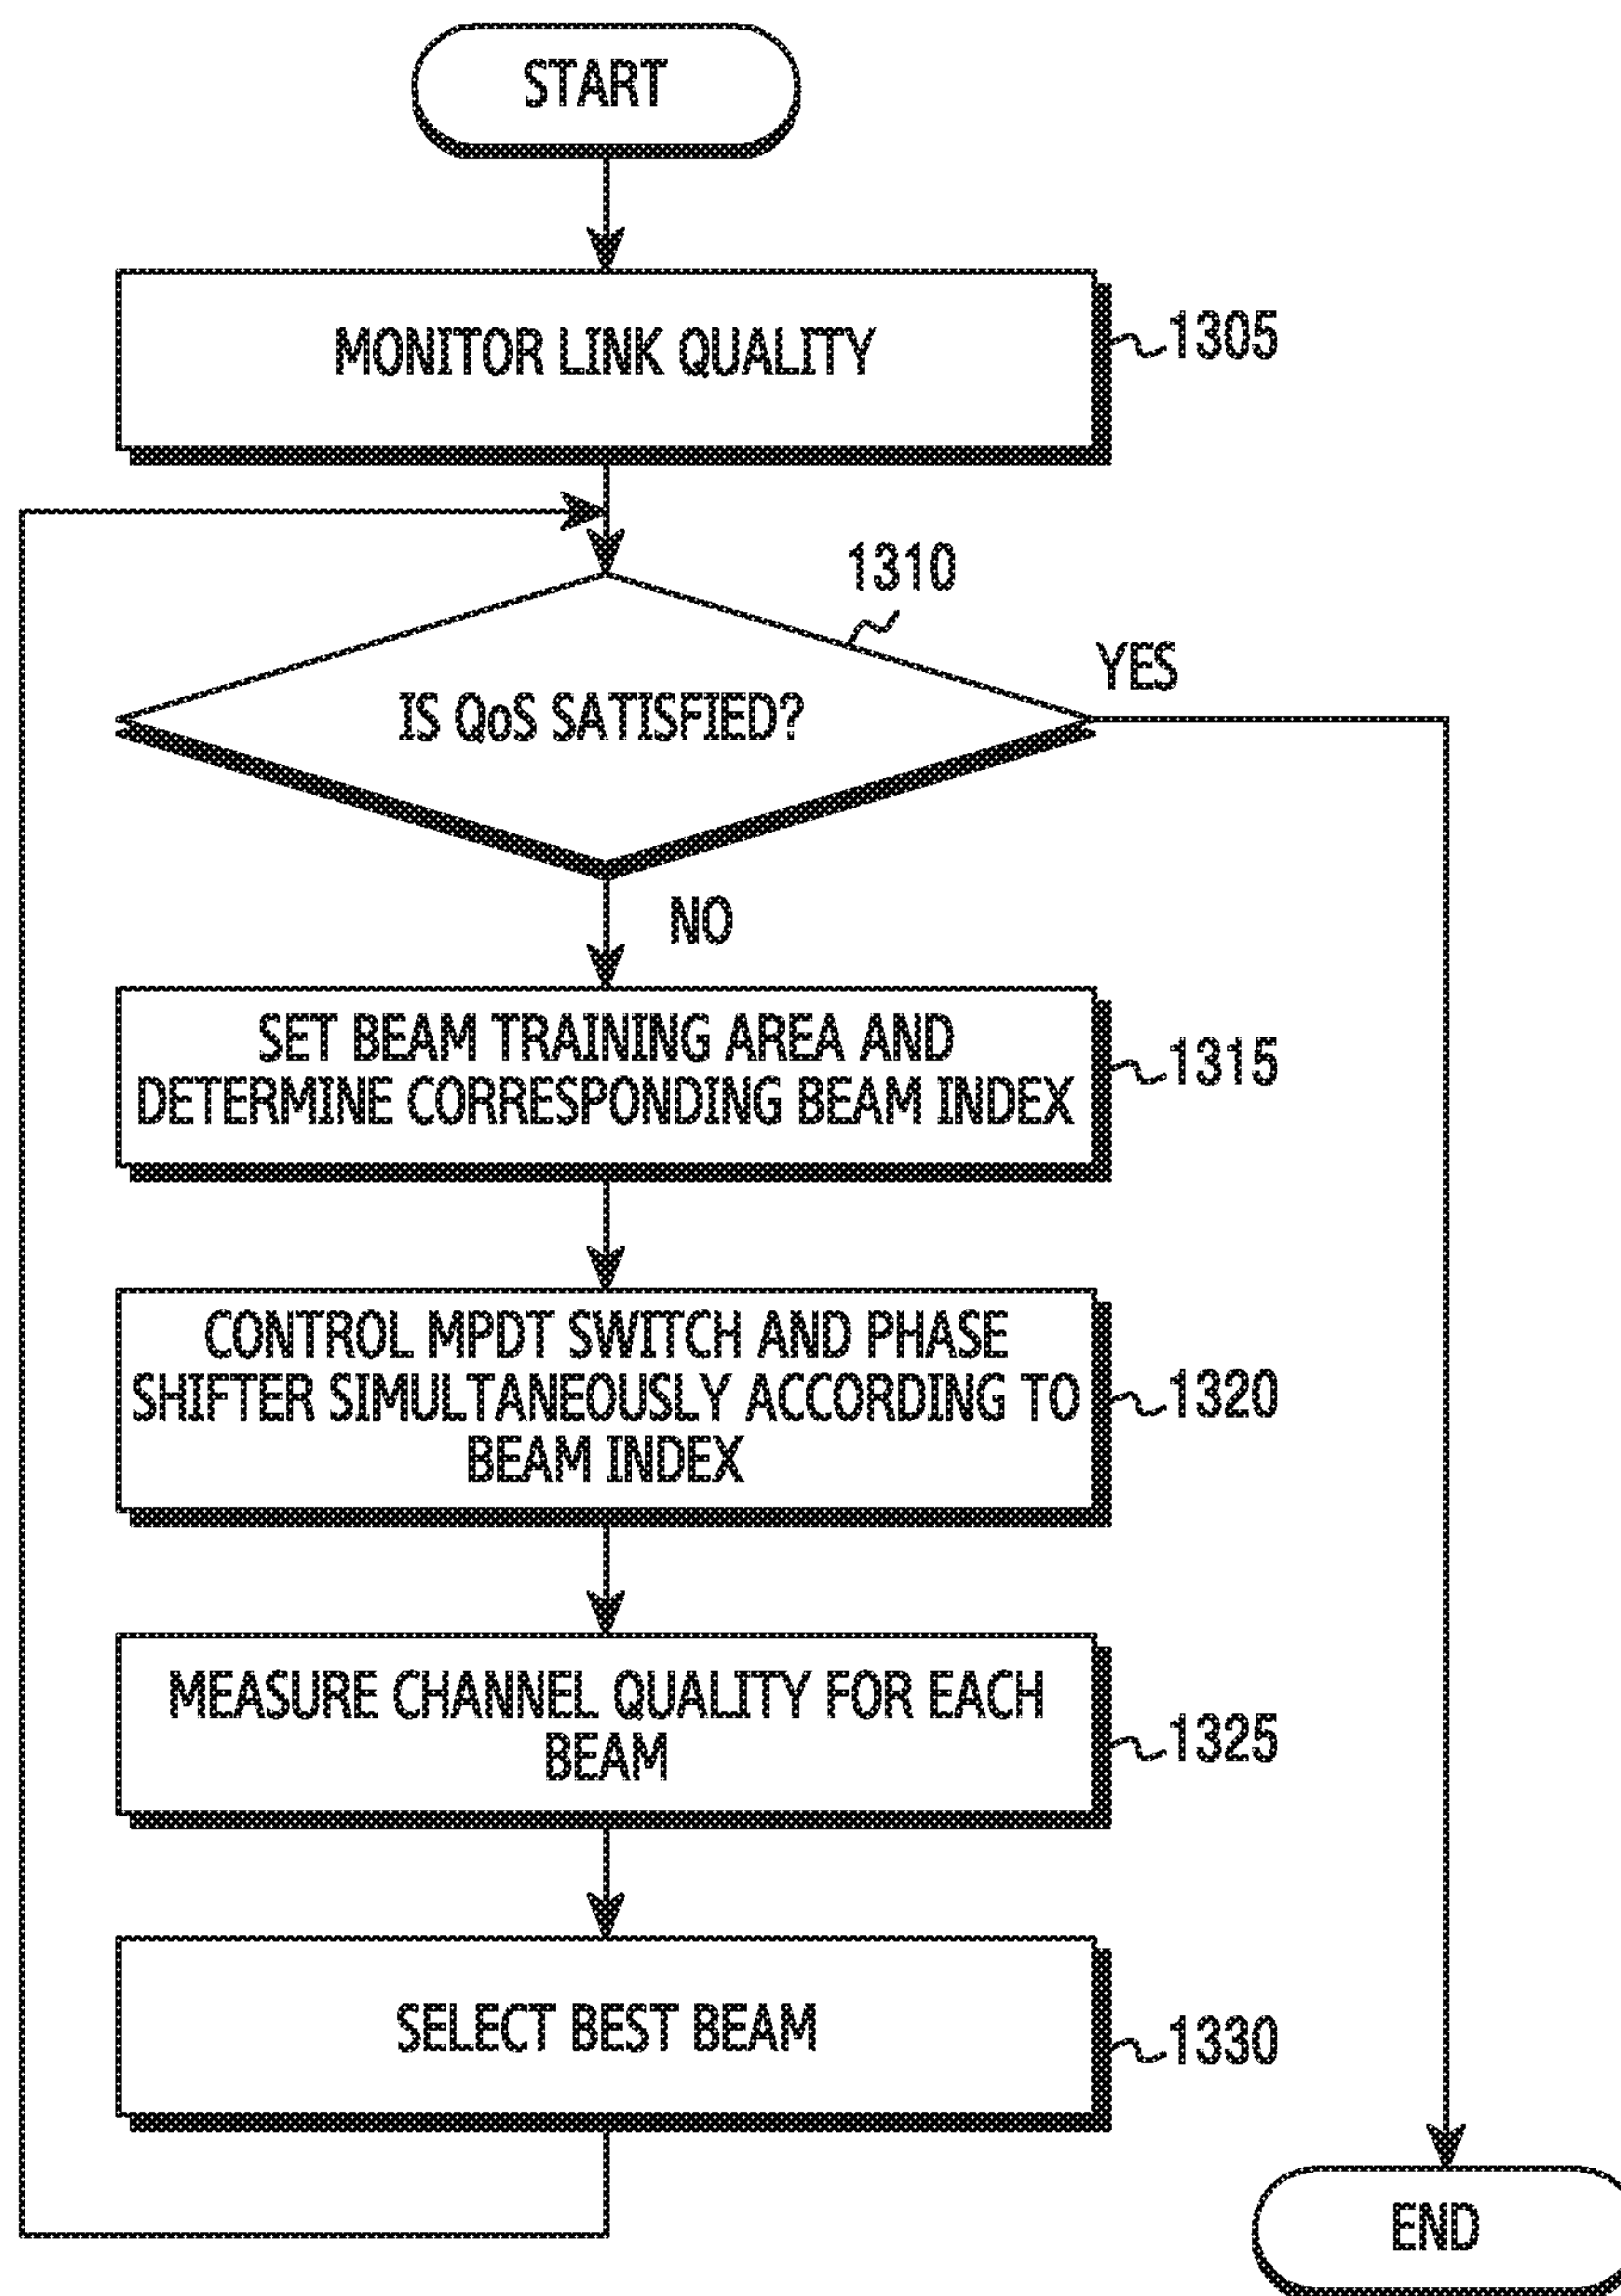 START
MONITOR LINK QUALITY
1305
1310
IS QoS SATISFIED?
YES
NO
SET BEAM TRAINING AREA AND
DETERMINE CORRESPONDING BEAM INDEX
1315
CONTROL MPDT SWITCH AND PHASE
SHIFTER SIMULTANEOUSLY ACCORDING TO
BEAM INDEX
1320
MEASURE CHANNEL QUALITY FOR EACH
BEAM
1325
SELECT BEST BEAM
1330
END